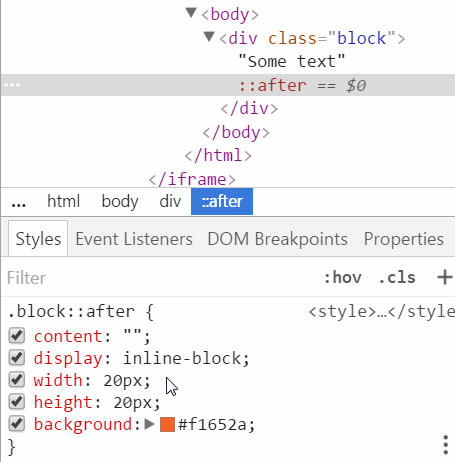 <body>
<div class="block">
"Some text"
... ::after == $0
</div>
</body>
</html>
</iframe>
... html body div ::after
Styles Event Listeners DOM Breakpoints Properties
Filter :hov .cls +
.block::after { <style>…</style>
content: "";
display: inline-block;
width: 20px;
height: 20px;
background: #f1652a;
}